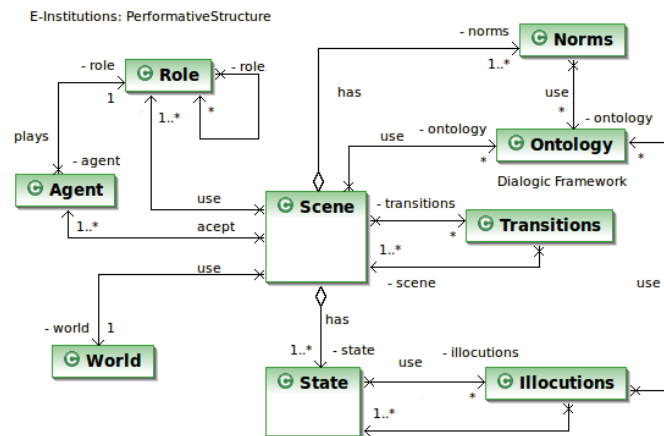 E-Institutions: PerformativeStructure
- norms
C Norms
1..*
- role
C Role
- role
1
1..*
*
has
use
*
plays
- agent
use
- ontology
- ontology
*
C Ontology
*
Dialogic Framework
C Agent
1..*
use
acept
C Scene
- transitions
*
C Transitions
1..*
use
- scene
use
has
- world
1
C World
1..*
- state
use
- illocutions
C State
*
C Illocutions
1..*